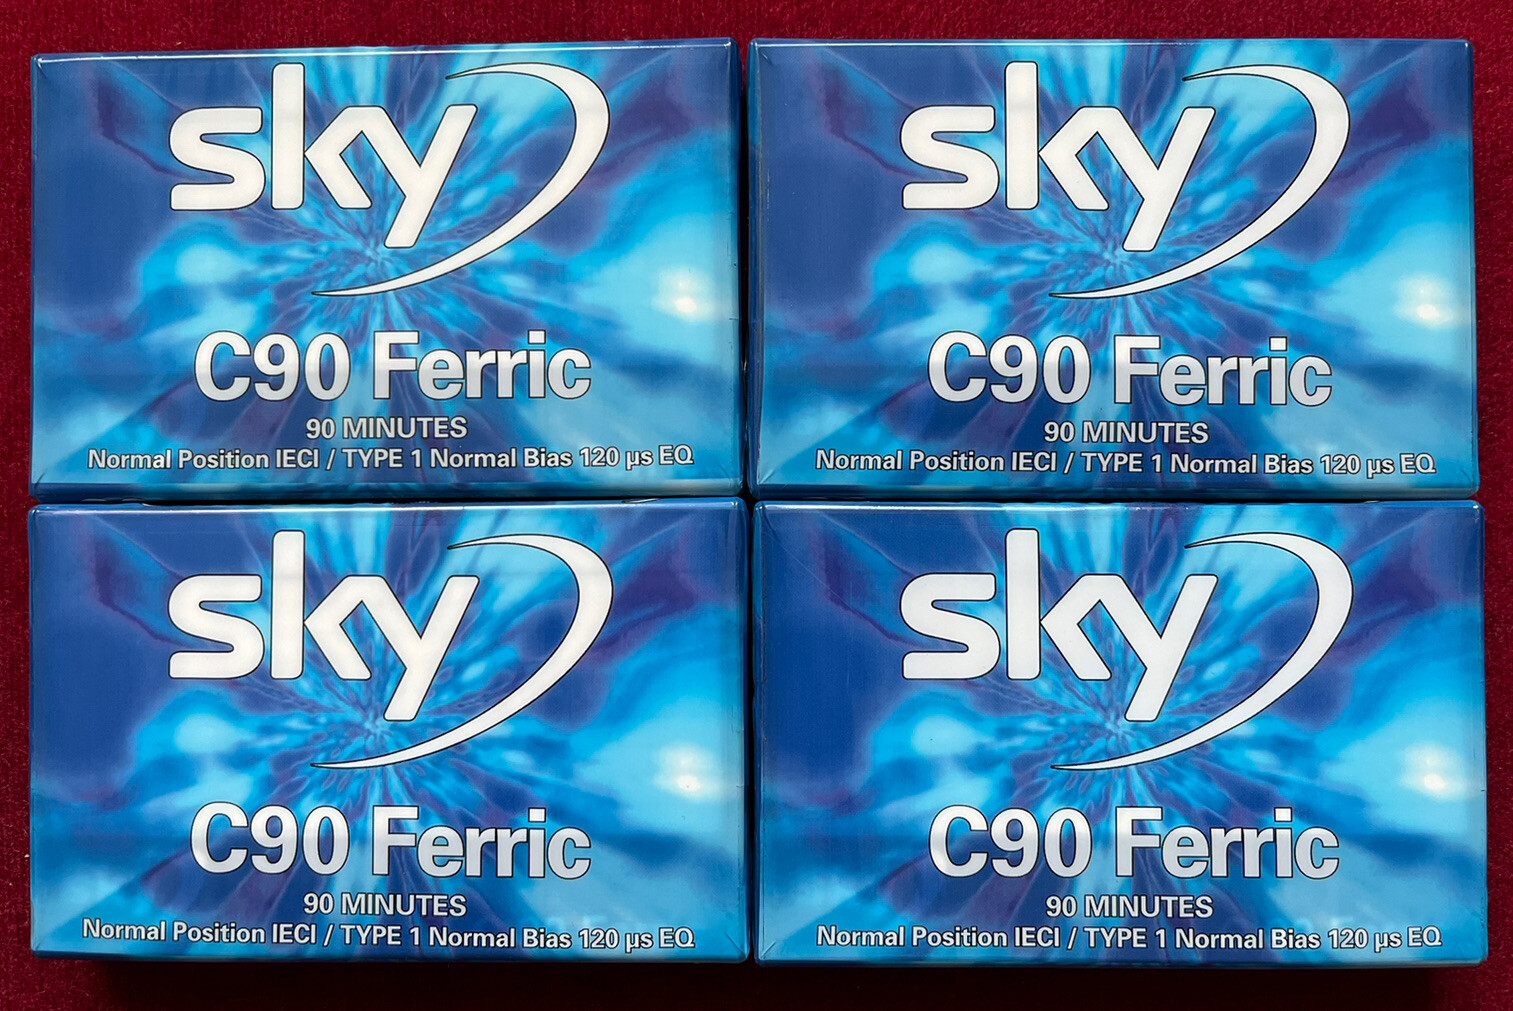 sky
C90 Ferric
90 MINUTES
Normal Position IECI / TYPE 1 Normal Bias 120 µs EQ
sky
C90 Ferric
90 MINUTES
Normal Position IECI / TYPE 1 Normal Bias 120 µs EQ
sky
C90 Ferric
90 MINUTES
Normal Position IECI / TYPE 1 Normal Bias 120 µs EQ
sky
C90 Ferric
90 MINUTES
Normal Position IECI / TYPE 1 Normal Bias 120 µs EQ